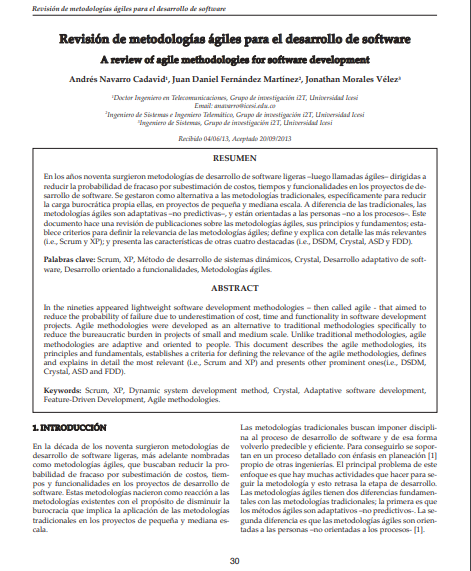 Revisión de metodologías ágiles para el desarrollo de software
Revisión de metodologías ágiles para el desarrollo de software
A review of agile methodologies for software development
Andrés Navarro Cadavid¹, Juan Daniel Fernández Martínez², Jonathan Morales Vélez³
¹Doctor Ingeniero en Telecomunicaciones, Grupo de investigación i2T, Universidad Icesi
Email: anavarro@icesi.edu.co
²Ingeniero de Sistemas e Ingeniero Telemático, Grupo de investigación i2T, Universidad Icesi
³Ingeniero de Sistemas, Grupo de investigación i2T, Universidad Icesi
Recibido 04/06/13, Aceptado 20/09/2013
RESUMEN
En los años noventa surgieron metodologías de desarrollo de software ligeras –luego llamadas ágiles– dirigidas a
reducir la probabilidad de fracaso por subestimación de costos, tiempos y funcionalidades en los proyectos de de-
sarrollo de software. Se gestaron como alternativa a las metodologías tradicionales, específicamente para reducir
la carga burocrática propia ellas, en proyectos de pequeña y mediana escala. A diferencia de las tradicionales, las
metodologías ágiles son adaptativas –no predictivas–, y están orientadas a las personas –no a los procesos–. Este
documento hace una revisión de publicaciones sobre las metodologías ágiles, sus principios y fundamentos; esta-
blece criterios para definir la relevancia de las metodologías ágiles; define y explica con detalle las más relevantes
(i.e., Scrum y XP); y presenta las características de otras cuatro destacadas (i.e., DSDM, Crystal, ASD y FDD).
Palabras clave: Scrum, XP, Método de desarrollo de sistemas dinámicos, Crystal, Desarrollo adaptativo de soft-
ware, Desarrollo orientado a funcionalidades, Metodologías ágiles.
ABSTRACT
In the nineties appeared lightweight software development methodologies – then called agile - that aimed to
reduce the probability of failure due to underestimation of cost, time and functionality in software development
projects. Agile methodologies were developed as an alternative to traditional methodologies specifically to
reduce the bureaucratic burden in projects of small and medium scale. Unlike traditional methodologies, agile
methodologies are adaptive and oriented to people. This document describes the agile methodologies, its
principles and fundamentals, establishes a criteria for defining the relevance of the agile methodologies, defines
and explains in detail the most relevant (i.e., Scrum and XP) and presents other prominent ones(i.e., DSDM,
Crystal, ASD and FDD).
Keywords: Scrum, XP, Dynamic system development method, Crystal, Adaptative software development,
Feature-Driven Development, Agile methodologies.
1. INTRODUCCIÓN
En la década de los noventa surgieron metodologías de
desarrollo de software ligeras, más adelante nombradas
como metodologías ágiles, que buscaban reducir la pro-
babilidad de fracaso por subestimación de costos, tiem-
pos y funcionalidades en los proyectos de desarrollo de
software. Estas metodologías nacieron como reacción a las
metodologías existentes con el propósito de disminuir la
burocracia que implica la aplicación de las metodologías
tradicionales en los proyectos de pequeña y mediana es-
cala.
Las metodologías tradicionales buscan imponer discipli-
na al proceso de desarrollo de software y de esa forma
volverlo predecible y eficiente. Para conseguirlo se sopor-
tan en un proceso detallado con énfasis en planeación [1]
propio de otras ingenierías. El principal problema de este
enfoque es que hay muchas actividades que hacer para se-
guir la metodología y esto retrasa la etapa de desarrollo.
Las metodologías ágiles tienen dos diferencias fundamen-
tales con las metodologías tradicionales; la primera es que
los métodos ágiles son adaptativos –no predictivos–. La se-
gunda diferencia es que las metodologías ágiles son orien-
tadas a las personas –no orientadas a los procesos- [1].
30